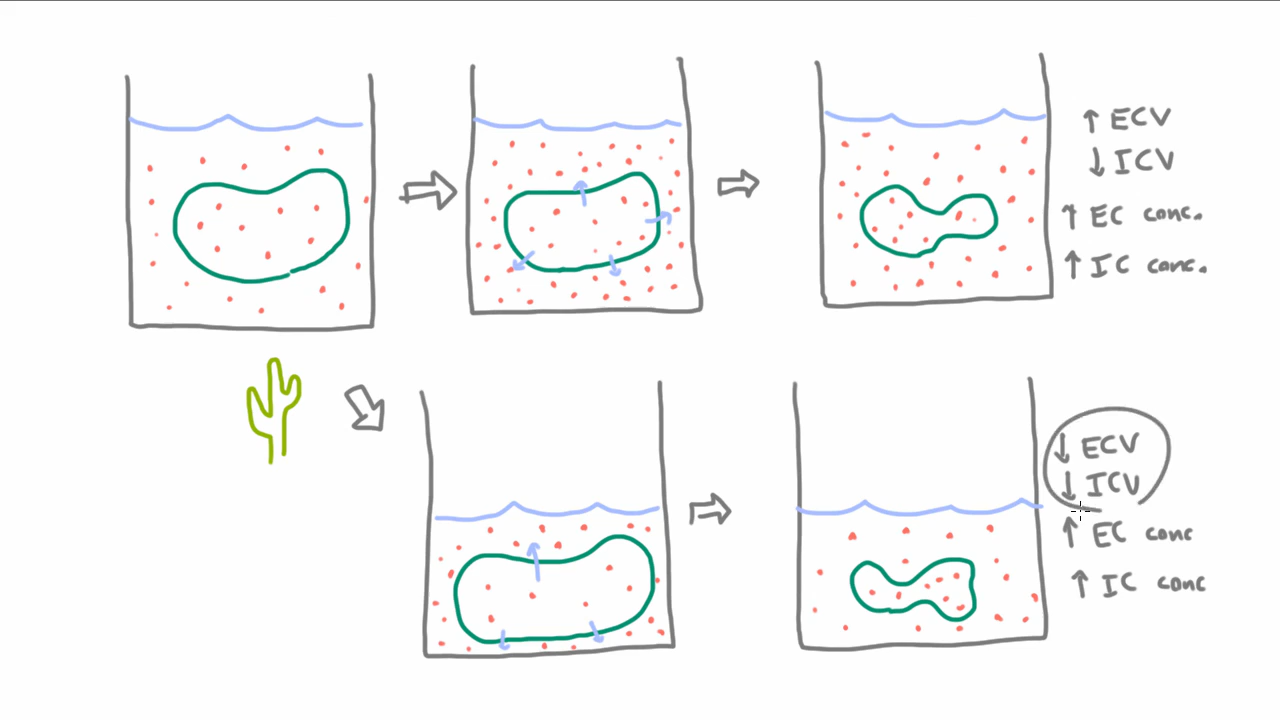 ↑ ECV
↓ ICV
↑ EC conc.
↑ IC conc.
↓ ECV
↓ ICV
↑ EC conc
↑ IC conc